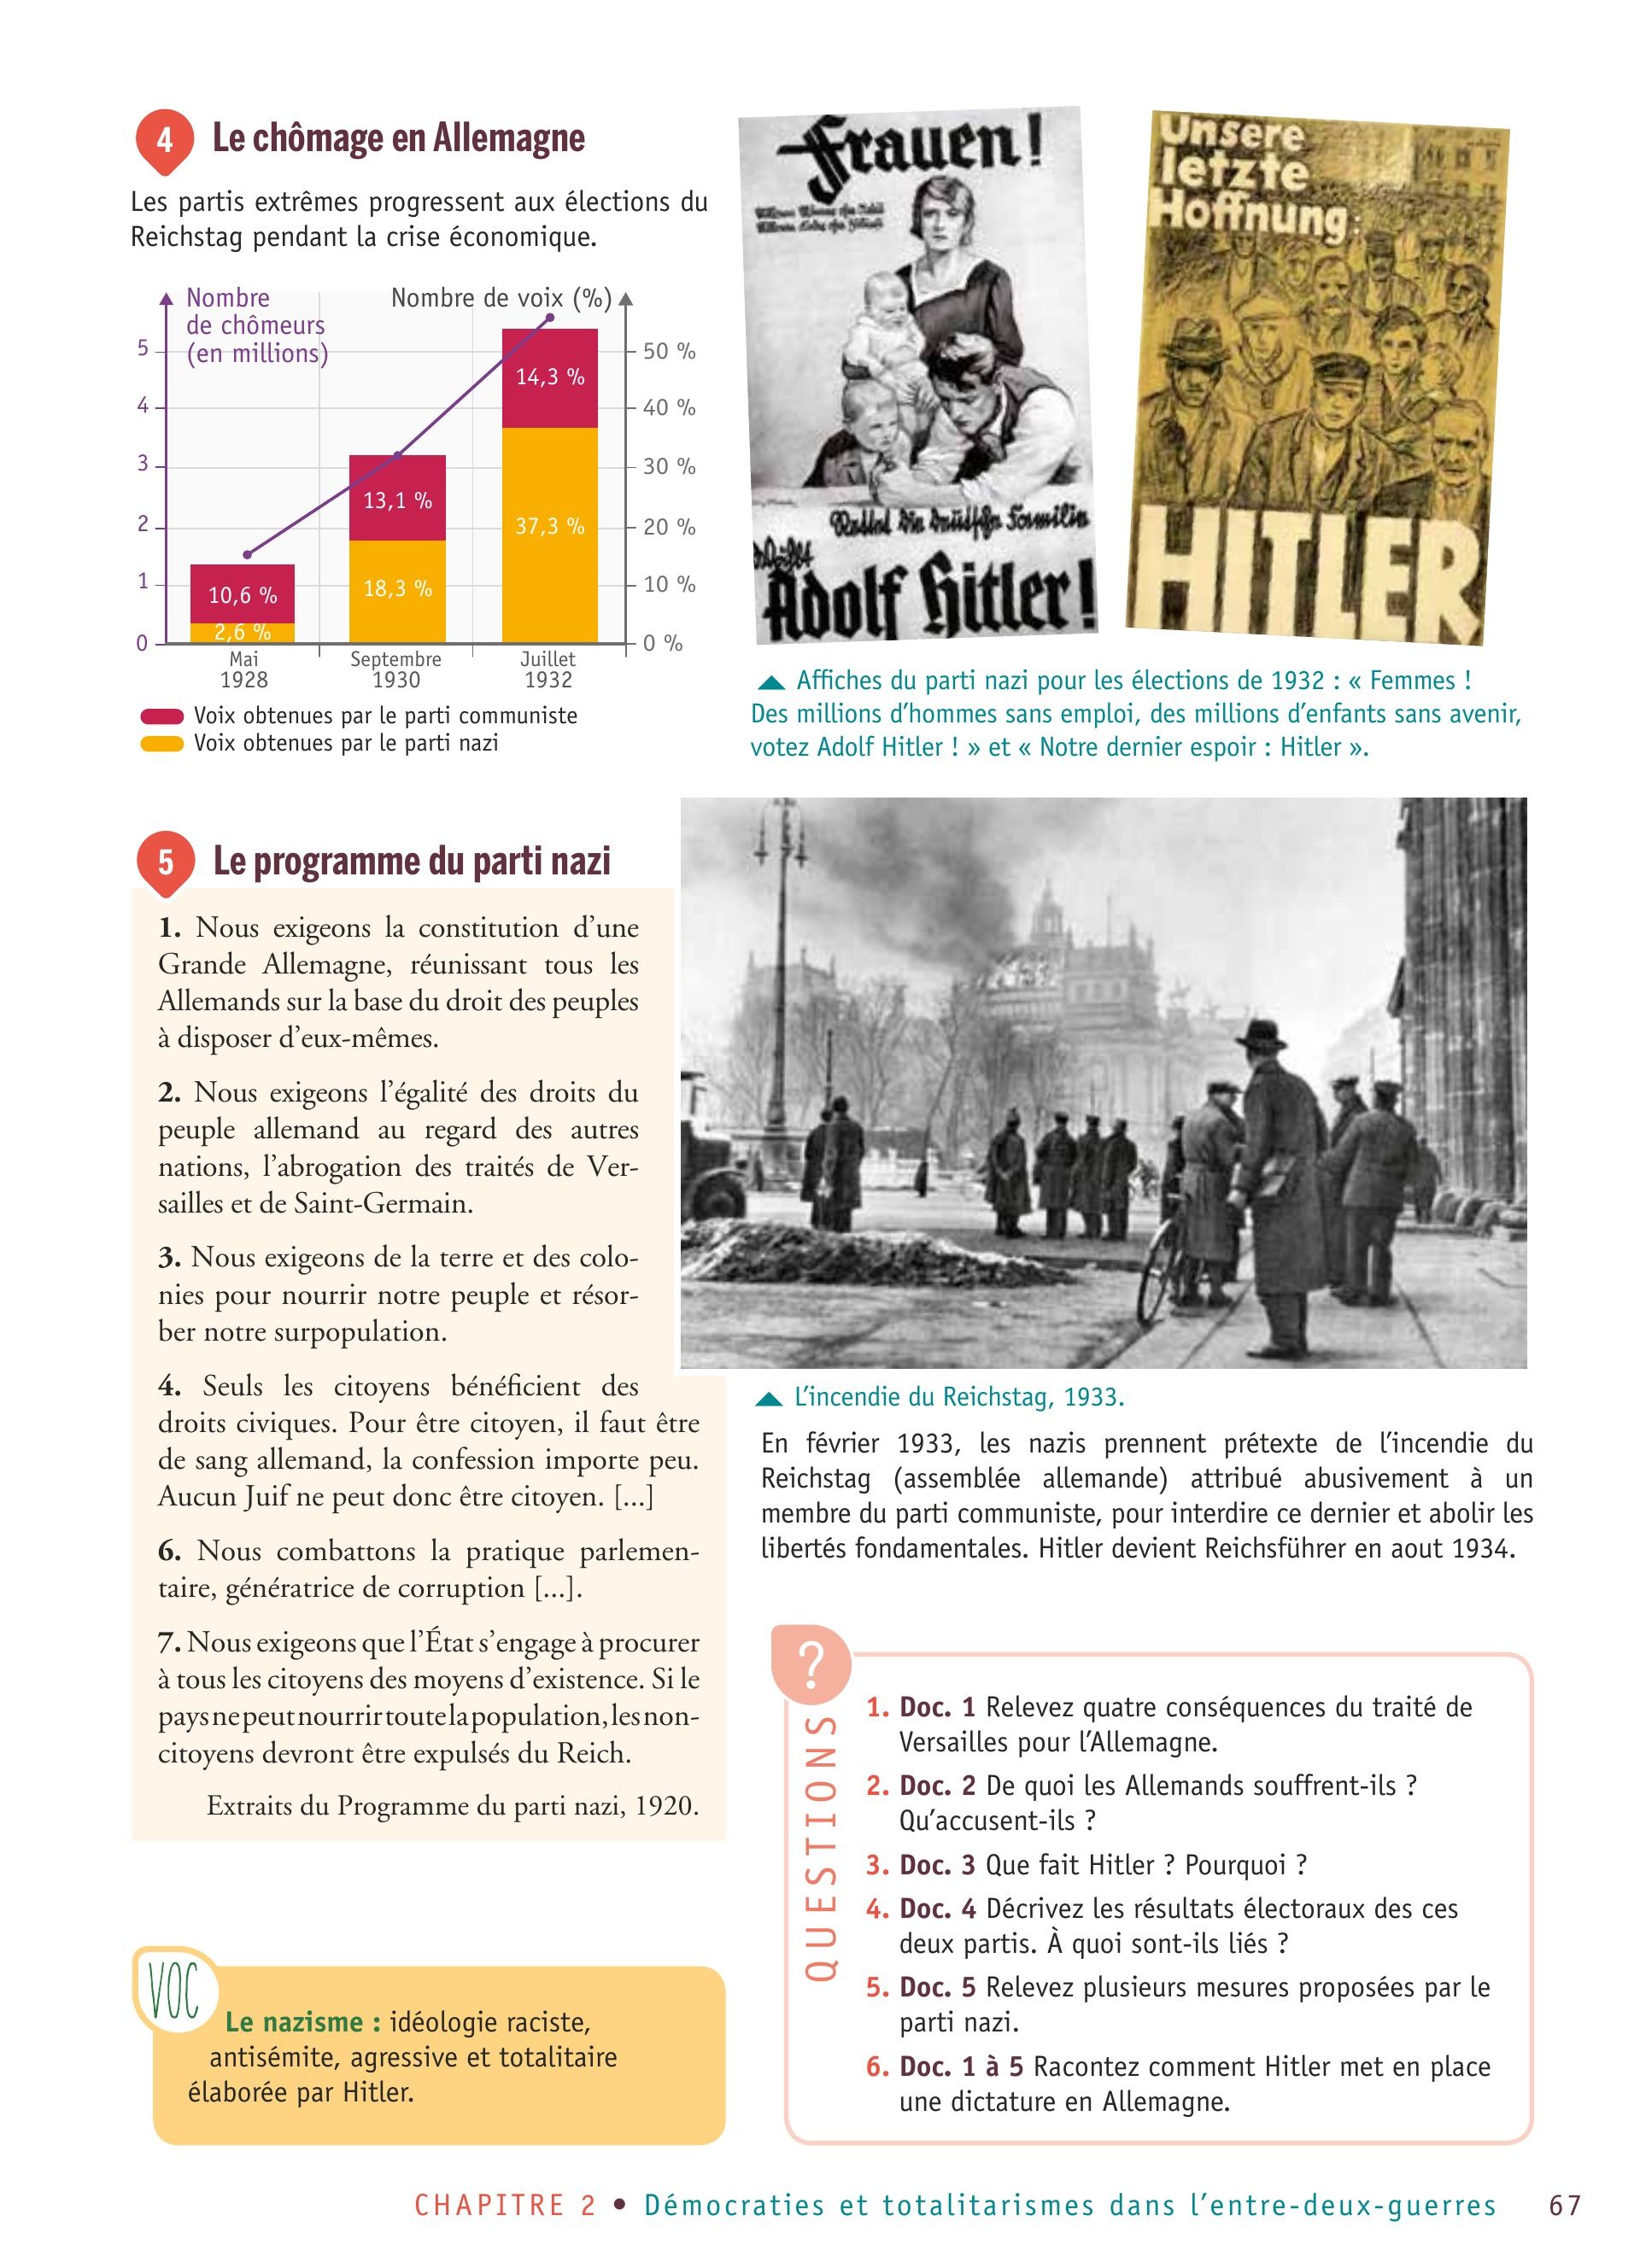 4 Le chômage en Allemagne
Les partis extrêmes progressent aux élections du
Reichstag pendant la crise économique.
Nombre
de chômeurs
(en millions)
Nombre de voix (%)
5
4
3
2
1
0
50 %
40 %
30 %
20 %
10 %
0 %
10,6 %
2,6 %
13,1 %
18,3 %
14,3 %
37,3 %
Mai
1928
Septembre
1930
Juillet
1932
Voix obtenues par le parti communiste
Voix obtenues par le parti nazi
Frauen!
Rettet die deutsche Familie
Wählt
Adolf Hitler!
Unsere
letzte
Hoffnung:
HITLER
Affiches du parti nazi pour les élections de 1932 : « Femmes !
Des millions d’hommes sans emploi, des millions d’enfants sans avenir,
votez Adolf Hitler ! » et « Notre dernier espoir : Hitler ».
5 Le programme du parti nazi
1. Nous exigeons la constitution d’une
Grande Allemagne, réunissant tous les
Allemands sur la base du droit des peuples
à disposer d’eux-mêmes.
2. Nous exigeons l’égalité des droits du
peuple allemand au regard des autres
nations, l’abrogation des traités de Ver-
sailles et de Saint-Germain.
3. Nous exigeons de la terre et des colo-
nies pour nourrir notre peuple et résor-
ber notre surpopulation.
4. Seuls les citoyens bénéficient des
droits civiques. Pour être citoyen, il faut être
de sang allemand, la confession importe peu.
Aucun Juif ne peut donc être citoyen. [...]
6. Nous combattons la pratique parlemen-
taire, génératrice de corruption [...].
7. Nous exigeons que l’État s’engage à procurer
à tous les citoyens des moyens d’existence. Si le
pays ne peut nourrir toute la population, les non-
citoyens devront être expulsés du Reich.
Extraits du Programme du parti nazi, 1920.
L’incendie du Reichstag, 1933.
En février 1933, les nazis prennent prétexte de l’incendie du
Reichstag (assemblée allemande) attribué abusivement à un
membre du parti communiste, pour interdire ce dernier et abolir les
libertés fondamentales. Hitler devient Reichsführer en aout 1934.
VOC
Le nazisme : idéologie raciste,
antisémite, agressive et totalitaire
élaborée par Hitler.
?
QUESTIONS
1. Doc. 1 Relevez quatre conséquences du traité de
Versailles pour l’Allemagne.
2. Doc. 2 De quoi les Allemands souffrent-ils ?
Qu’accusent-ils ?
3. Doc. 3 Que fait Hitler ? Pourquoi ?
4. Doc. 4 Décrivez les résultats électoraux des ces
deux partis. À quoi sont-ils liés ?
5. Doc. 5 Relevez plusieurs mesures proposées par le
parti nazi.
6. Doc. 1 à 5 Racontez comment Hitler met en place
une dictature en Allemagne.
CHAPITRE 2 • Démocraties et totalitarismes dans l’entre-deux-guerres 67